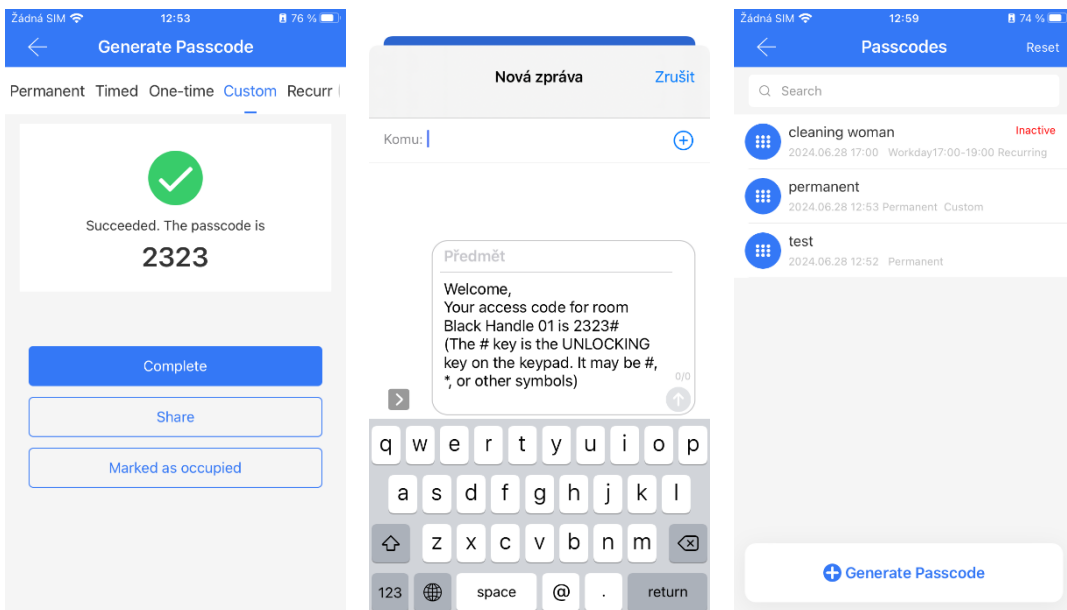 Žádná SIM 12:53 76 %
Generate Passcode
Permanent Timed One-time Custom Recurr
Succeeded. The passcode is
2323
Complete
Share
Marked as occupied
Nová zpráva Zrušit
Komu:
Předmět
Welcome,
Your access code for room
Black Handle 01 is 2323#
(The # key is the UNLOCKING
key on the keypad. It may be #,
*, or other symbols)
0/0
q w e r t y u i o p
a s d f g h j k l
z x c v b n m
123 space @ . return
Žádná SIM 12:59 74 %
Passcodes Reset
Search
cleaning woman Inactive
2024.06.28 17:00 Workday17:00-19:00 Recurring
permanent
2024.06.28 12:53 Permanent Custom
test
2024.06.28 12:52 Permanent
Generate Passcode